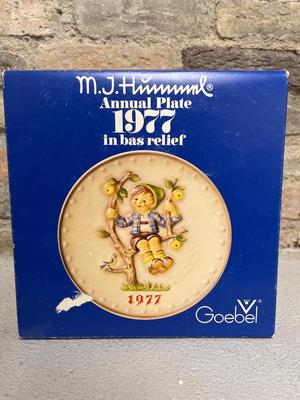 M.J.Hummel®
Annual Plate
1977
in bas relief
1977
Goebel®